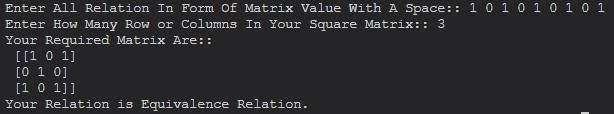 Enter All Relation In Form Of Matrix Value With A Space:: 1 0 1 0 1 0 1 0 1
Enter How Many Row or Columns In Your Square Matrix:: 3
Your Required Matrix Are::
[[1 0 1]
[0 1 0]
[1 0 1]]
Your Relation is Equivalence Relation.